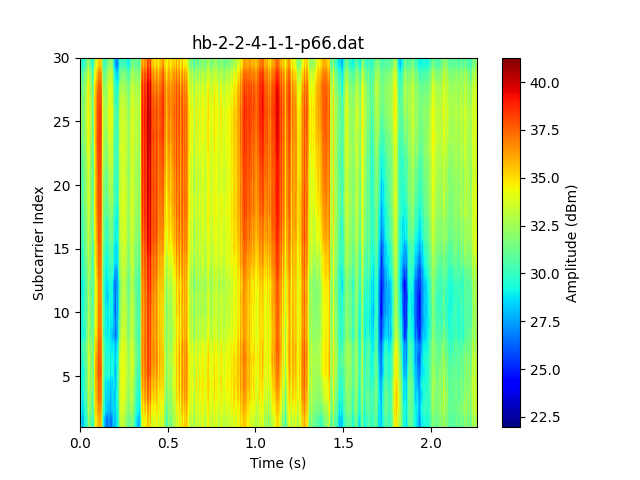 hb-2-2-4-1-1-p66.dat
30
25
20
15
10
5
Subcarrier Index
0.0 0.5 1.0 1.5 2.0
Time (s)
40.0
37.5
35.0
32.5
30.0
27.5
25.0
22.5
Amplitude (dBm)